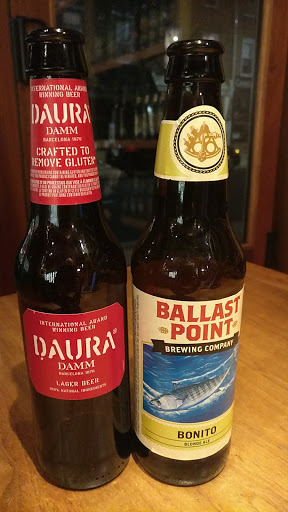 INTERNATIONAL AWARD
WINNING BEER
DAURA
DAMM
BARCELONA 1876
CRAFTED TO
REMOVE GLUTEN*
INTERNATIONAL AWARD
WINNING BEER
DAURA®
DAMM
BARCELONA 1876
LAGER BEER
100% NATURAL INGREDIENTS
BALLAST
POINT
BREWING COMPANY
BONITO
BLONDE ALE